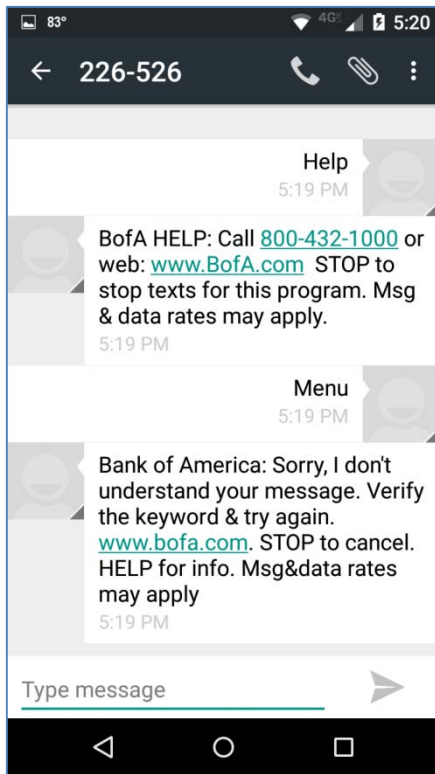 83° 4G 5:20
226-526
Help
5:19 PM
BofA HELP: Call 800-432-1000 or
web: www.BofA.com STOP to
stop texts for this program. Msg
& data rates may apply.
5:19 PM
Menu
5:19 PM
Bank of America: Sorry, I don't
understand your message. Verify
the keyword & try again.
www.bofa.com. STOP to cancel.
HELP for info. Msg&data rates
may apply
5:19 PM
Type message